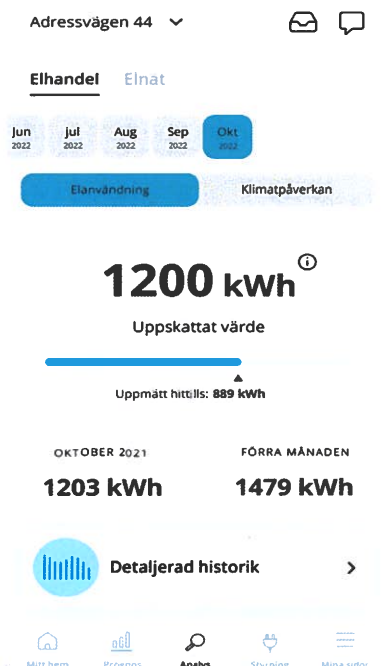 Adressvägen 44
Elhandel Elnät
Jun Jul Aug Sep Okt
2022 2022 2022 2022 2022
Elanvändning Klimatpåverkan
1200 kWh
Uppskattat värde
Uppmätt hittills: 889 kWh
OKTOBER 2021 FÖRRA MÅNADEN
1203 kWh 1479 kWh
Detaljerad historik
Mitt hem Prognos Analys Styrning Mina sidor